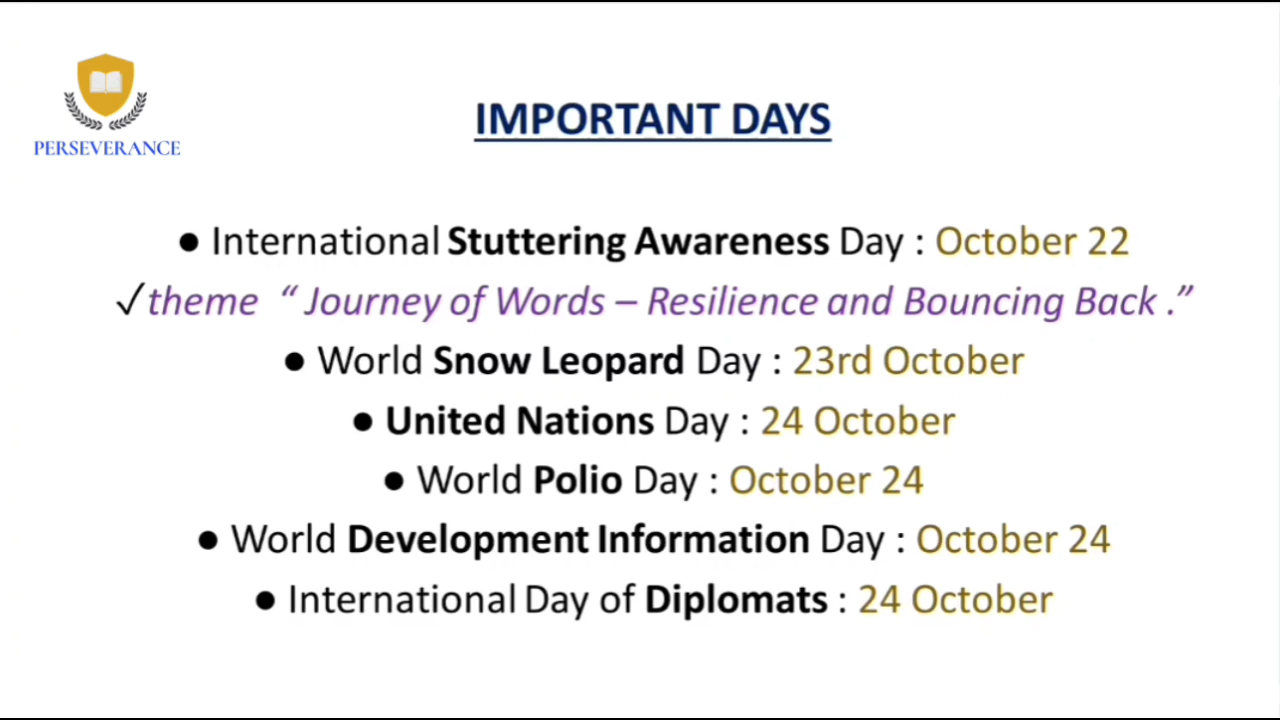 PERSEVERANCE
IMPORTANT DAYS
● International Stuttering Awareness Day : October 22
✓theme “ Journey of Words – Resilience and Bouncing Back .”
● World Snow Leopard Day : 23rd October
● United Nations Day : 24 October
● World Polio Day : October 24
● World Development Information Day : October 24
● International Day of Diplomats : 24 October